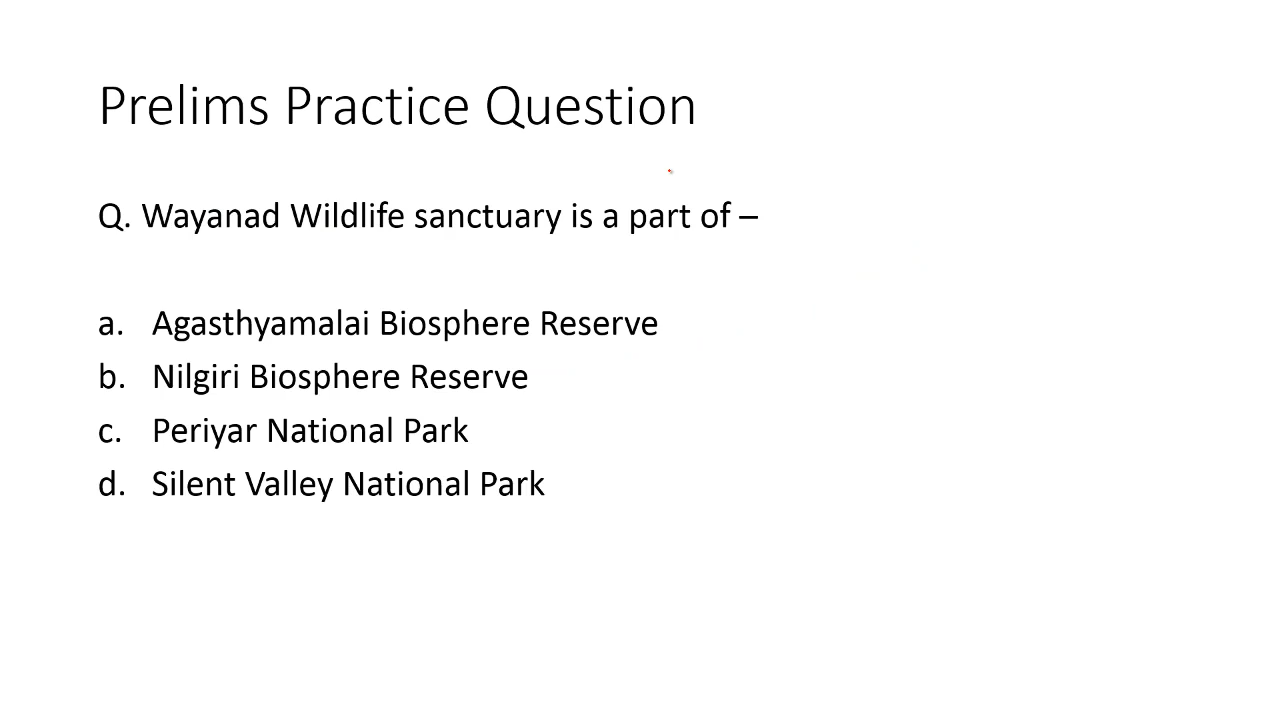 Prelims Practice Question
Q. Wayanad Wildlife sanctuary is a part of –
a. Agasthyamalai Biosphere Reserve
b. Nilgiri Biosphere Reserve
c. Periyar National Park
d. Silent Valley National Park